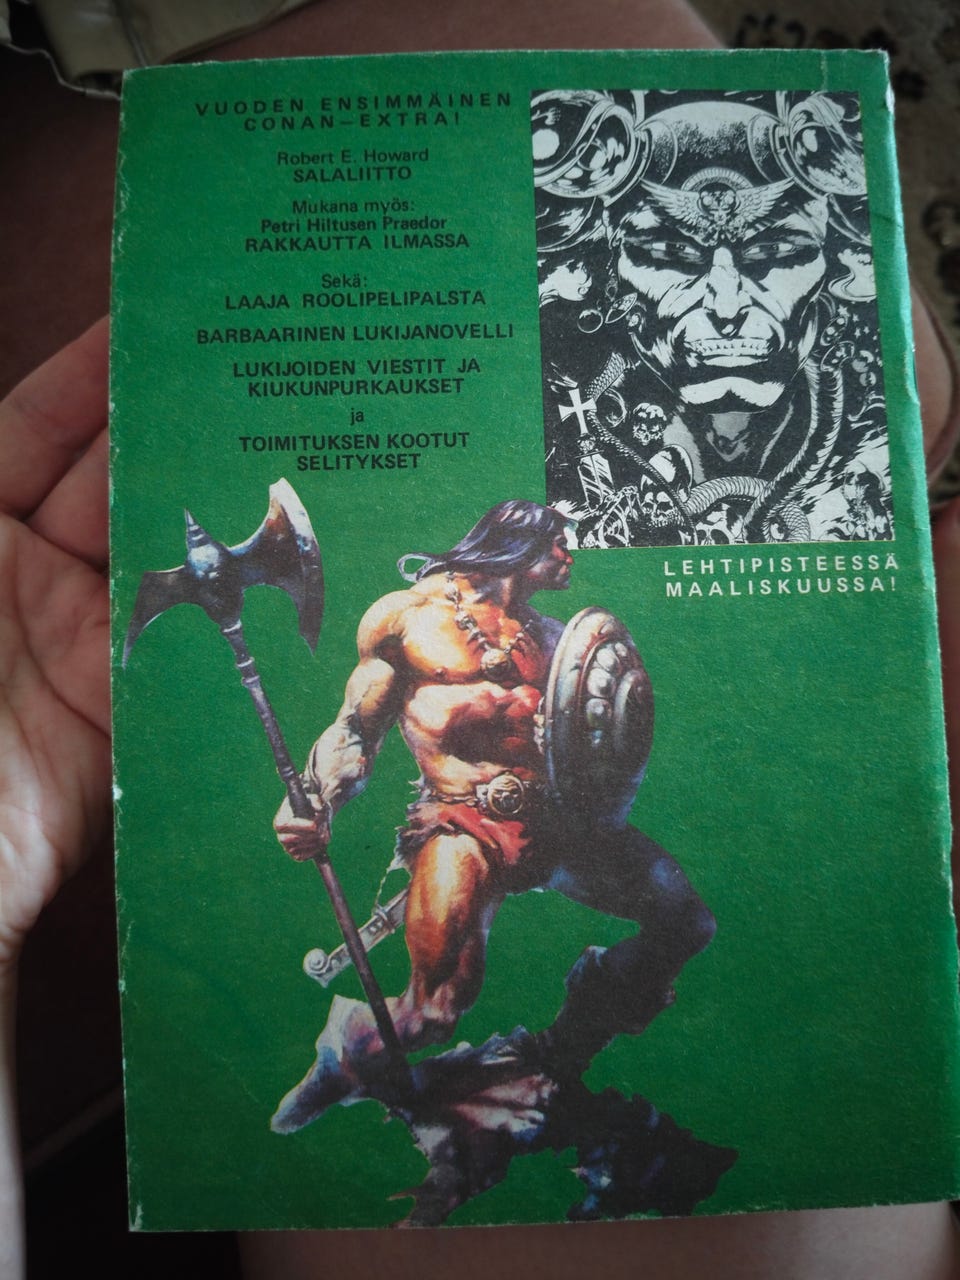 VUODEN ENSIMMÄINEN
CONAN–EXTRA!
Robert E. Howard
SALALIITTO
Mukana myös:
Petri Hiltusen Praedor
RAKKAUTTA ILMASSA
Sekä:
LAAJA ROOLIPELIPALSTA
BARBAARINEN LUKIJANOVELLI
LUKIJOIDEN VIESTIT JA
KIUKUNPURKAUKSET
ja
TOIMITUKSEN KOOTUT
SELITYKSET
LEHTIPISTEESSÄ
MAALISKUUSSA!